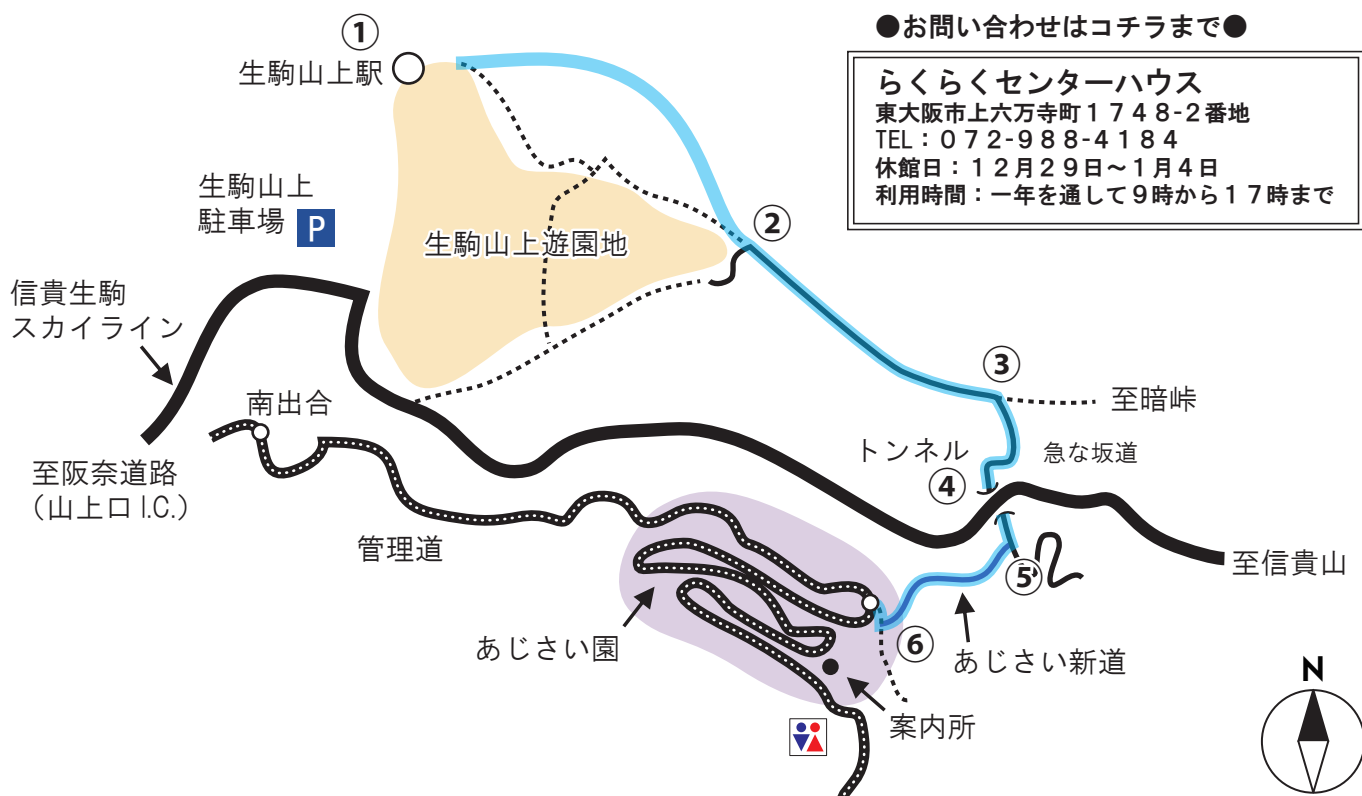 ●お問い合わせはコチラまで●
らくらくセンターハウス
東大阪市上六万寺町１７４８-２番地
TEL：０７２-９８８-４１８４
休館日：１２月２９日～１月４日
利用時間：一年を通して９時から１７時まで
①
生駒山上駅
生駒山上
駐車場 P
生駒山上遊園地
②
信貴生駒
スカイライン
③
至暗峠
南出合
トンネル
急な坂道
④
至阪奈道路
（山上口 I.C.）
管理道
至信貴山
⑤
あじさい園
⑥
あじさい新道
案内所
N